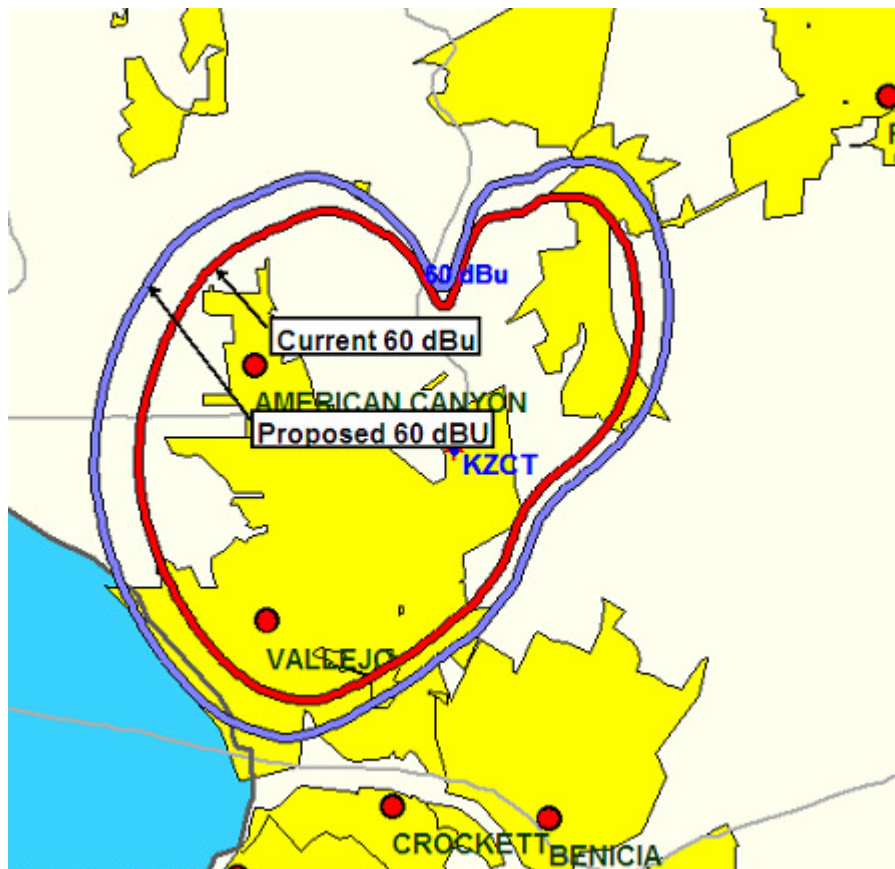 60 dBu
Current 60 dBu
AMERICAN CANYON
Proposed 60 dBU
KZCT
VALLEJO
CROCKETT
BENICIA